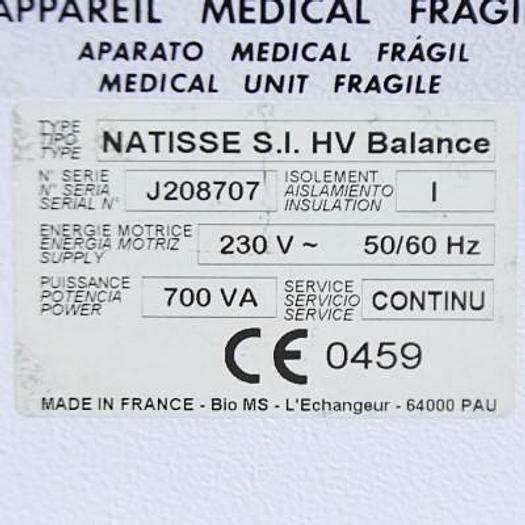 APPAREIL MEDICAL FRAGI
APARATO MEDICAL FRÁGIL
MEDICAL UNIT FRAGILE
TYPE
TIPO
TYPE
NATISSE S.I. HV Balance
N° SERIE
N° SERIA
SERIAL N°
J208707
ISOLEMENT
AISLAMIENTO
INSULATION
I
ENERGIE MOTRICE
ENERGIA MOTRIZ
SUPPLY
230 V ~ 50/60 Hz
PUISSANCE
POTENCIA
POWER
700 VA
SERVICE
SERVICIO
SERVICE
CONTINU
CE 0459
MADE IN FRANCE - Bio MS - L'Echangeur - 64000 PAU